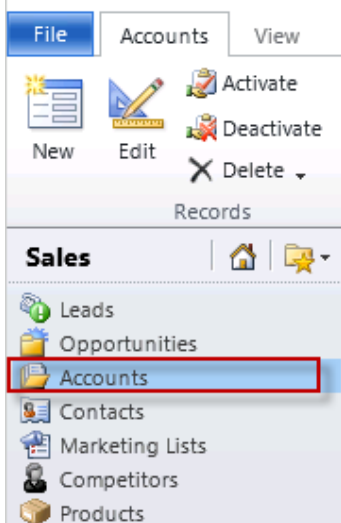 File Accounts View
New Edit Activate
Deactivate
Delete
Records
Sales
Leads
Opportunities
Accounts
Contacts
Marketing Lists
Competitors
Products